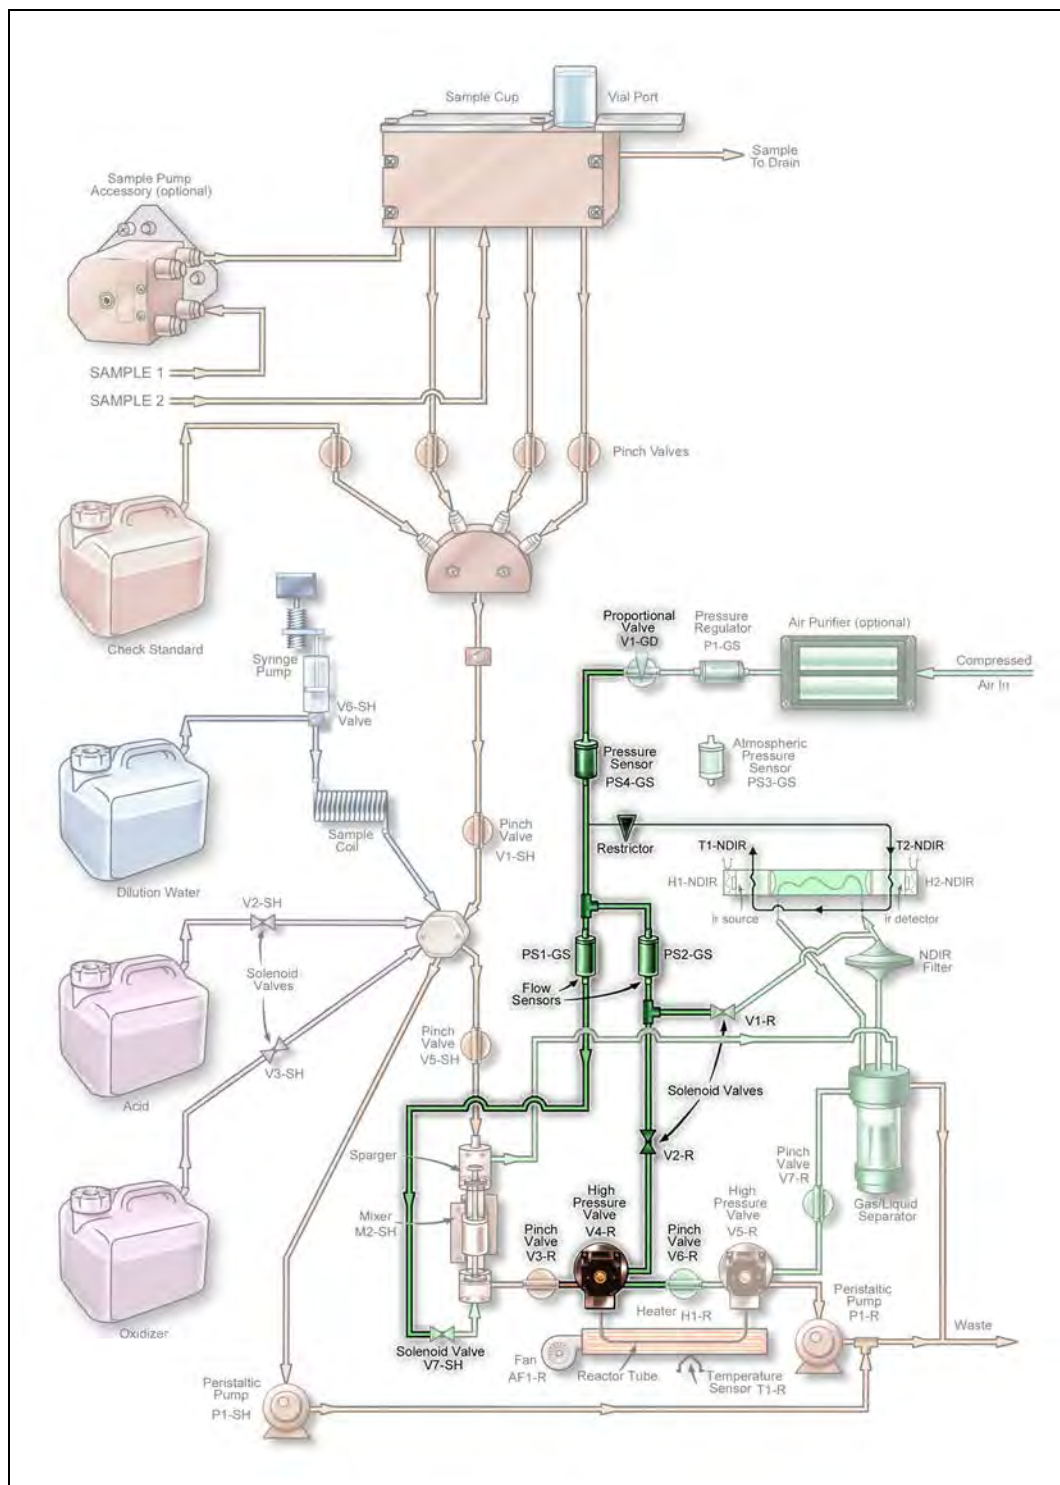 Sample Cup
Vial Port
Sample
To Drain
Sample Pump
Accessory (optional)
SAMPLE 1
SAMPLE 2
Pinch Valves
Check Standard
Syringe
Pump
V6-SH
Valve
Proportional
Valve
V1-GD
Pressure
Regulator
P1-GS
Air Purifier (optional)
Compressed
Air In
Pressure
Sensor
PS4-GS
Atmospheric
Pressure
Sensor
PS3-GS
Sample
Coil
Pinch
Valve
V1-SH
Restrictor
T1-NDIR
T2-NDIR
H1-NDIR
H2-NDIR
ir source
ir detector
Dilution Water
V2-SH
PS1-GS
PS2-GS
NDIR
Filter
Solenoid
Valves
Flow
Sensors
V1-R
Pinch
Valve
V5-SH
V3-SH
Acid
Solenoid Valves
V2-R
Sparger
Pinch
Valve
V7-R
Gas/Liquid
Separator
High
Pressure
Valve
V4-R
High
Pressure
Valve
V5-R
Mixer
M2-SH
Pinch
Valve
V3-R
Pinch
Valve
V6-R
Heater
H1-R
Peristaltic
Pump
P1-R
Waste
Oxidizer
Solenoid Valve
V7-SH
Fan
AF1-R
Reactor Tube
Temperature
Sensor T1-R
Peristaltic
Pump
P1-SH